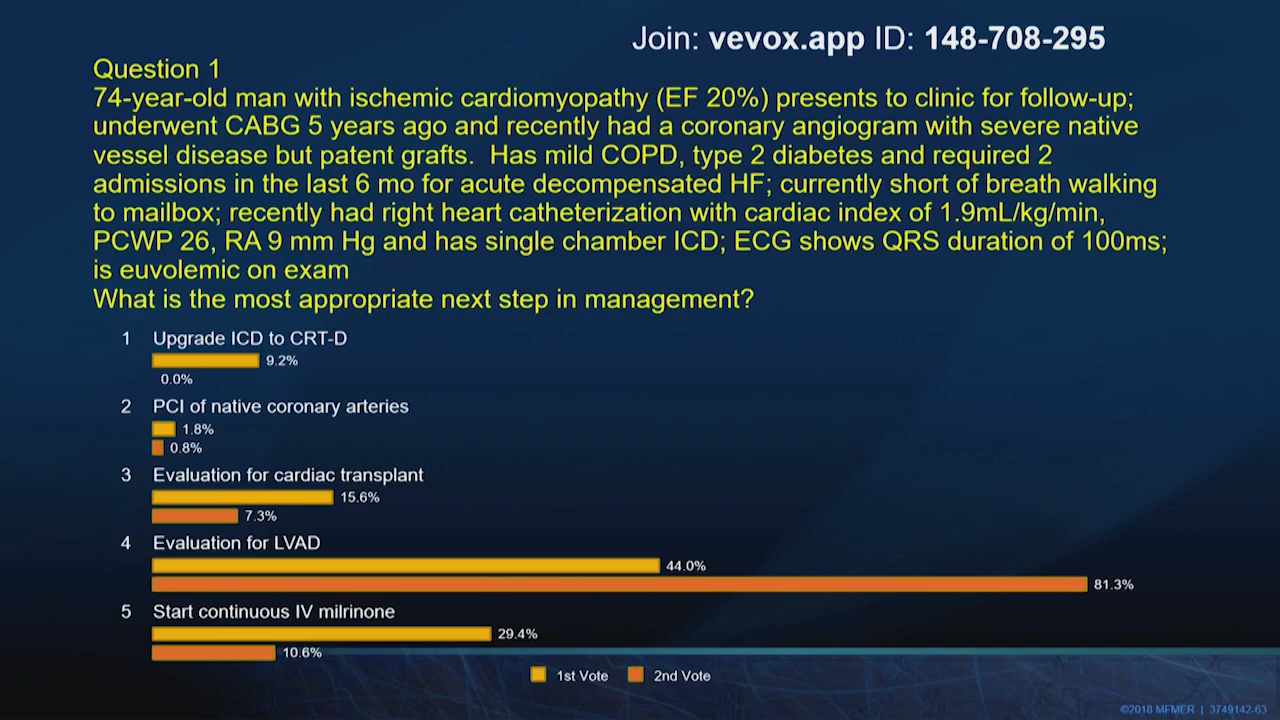 Join: vevox.app ID: 148-708-295
Question 1
74-year-old man with ischemic cardiomyopathy (EF 20%) presents to clinic for follow-up;
underwent CABG 5 years ago and recently had a coronary angiogram with severe native
vessel disease but patent grafts.  Has mild COPD, type 2 diabetes and required 2
admissions in the last 6 mo for acute decompensated HF; currently short of breath walking
to mailbox; recently had right heart catheterization with cardiac index of 1.9mL/kg/min,
PCWP 26, RA 9 mm Hg and has single chamber ICD; ECG shows QRS duration of 100ms;
is euvolemic on exam
What is the most appropriate next step in management?
1 Upgrade ICD to CRT-D
9.2%
0.0%
2 PCI of native coronary arteries
1.8%
0.8%
3 Evaluation for cardiac transplant
15.6%
7.3%
4 Evaluation for LVAD
44.0%
81.3%
5 Start continuous IV milrinone
29.4%
10.6%
1st Vote 2nd Vote
©2018 MFMER | 3749142-63